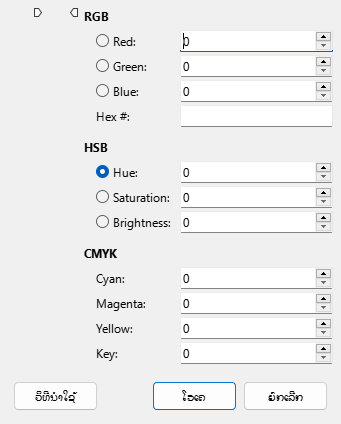 RGB
Red: 0
Green: 0
Blue: 0
Hex #:
HSB
Hue: 0
Saturation: 0
Brightness: 0
CMYK
Cyan: 0
Magenta: 0
Yellow: 0
Key: 0
ວິທີນຳໃຊ້ ໂອເຄ ຍົກເລີກ